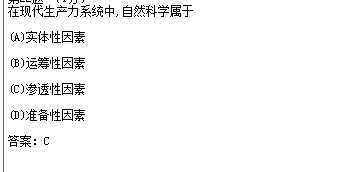 在现代生产力系统中,自然科学属于
(A)实体性因素
(B)运筹性因素
(C)渗透性因素
(D)准备性因素
答案：C